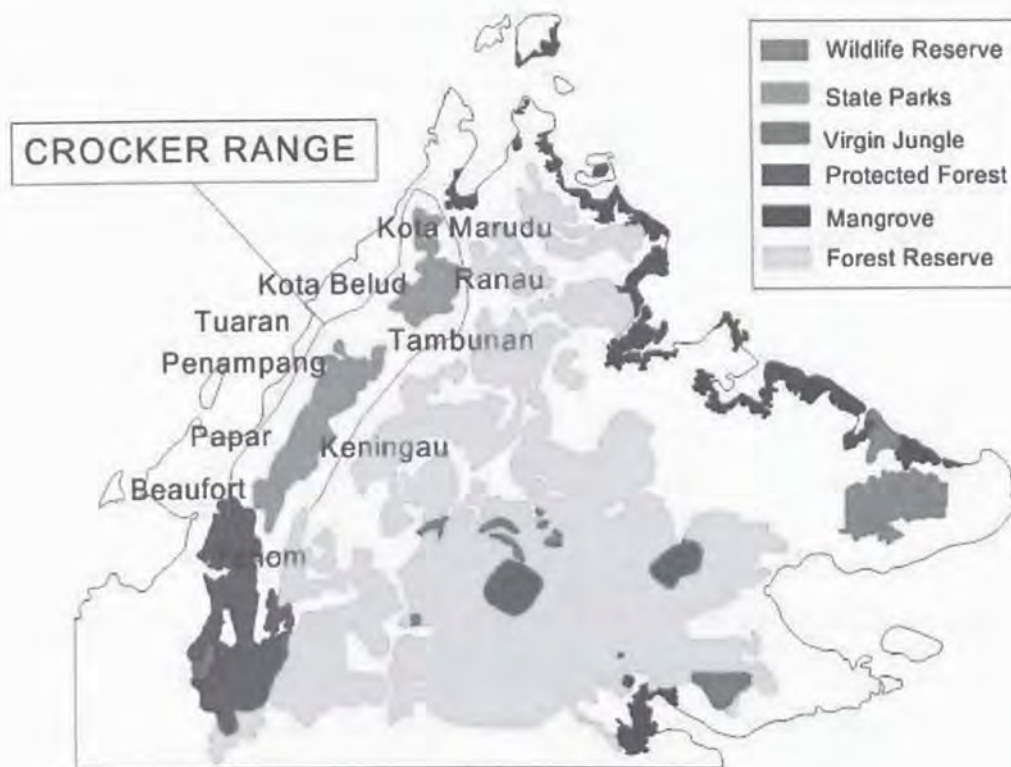 Wildlife Reserve
State Parks
Virgin Jungle
Protected Forest
Mangrove
Forest Reserve
CROCKER RANGE
Kota Marudu
Kota Belud
Ranau
Tuaran
Tambunan
Penampang
Papar
Keningau
Beaufort